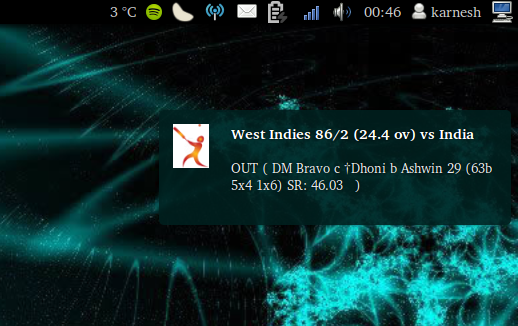 3 °C 00:46 karnesh
West Indies 86/2 (24.4 ov) vs India
OUT ( DM Bravo c †Dhoni b Ashwin 29 (63b
5x4 1x6) SR: 46.03 )